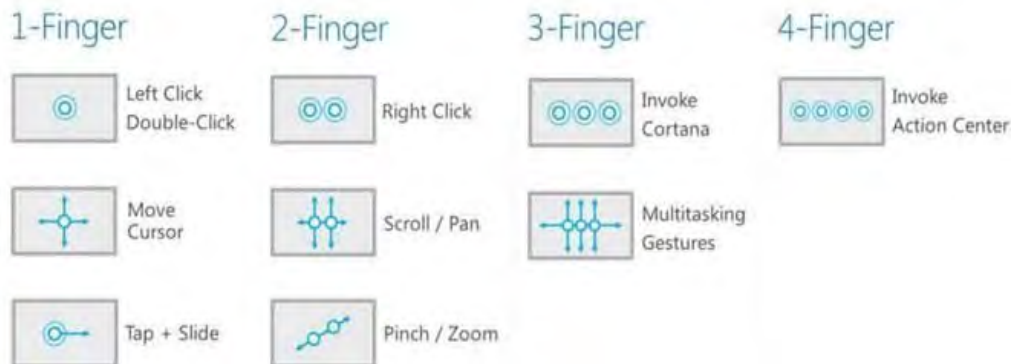 1-Finger
2-Finger
3-Finger
4-Finger
Left Click
Double-Click
Right Click
Invoke
Cortana
Invoke
Action Center
Move
Cursor
Scroll / Pan
Multitasking
Gestures
Tap + Slide
Pinch / Zoom